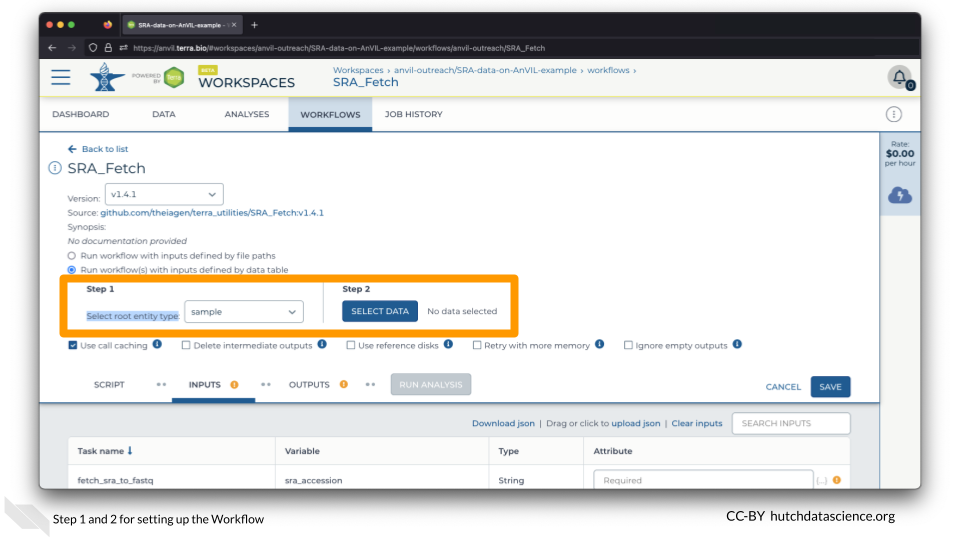 SRA-data-on-AnVIL-example -
https://anvil.terra.bio/#workspaces/anvil-outreach/SRA-data-on-AnVIL-example/workflows/anvil-outreach/SRA_Fetch
POWERED BY Terra
BETA
WORKSPACES
Workspaces › anvil-outreach/SRA-data-on-AnVIL-example › workflows ›
SRA_Fetch
0
DASHBOARD DATA ANALYSES WORKFLOWS JOB HISTORY
Rate:
$0.00
per hour
Back to list
SRA_Fetch
Version: v1.4.1
Source: github.com/theiagen/terra_utilities/SRA_Fetch:v1.4.1
Synopsis:
No documentation provided
Run workflow with inputs defined by file paths
Run workflow(s) with inputs defined by data table
Step 1 Step 2
Select root entity type: sample SELECT DATA No data selected
Use call caching Delete intermediate outputs Use reference disks Retry with more memory Ignore empty outputs
SCRIPT INPUTS OUTPUTS RUN ANALYSIS CANCEL SAVE
Download json | Drag or click to upload json | Clear inputs SEARCH INPUTS
Task name ↓ Variable Type Attribute
fetch_sra_to_fastq sra_accession String Required {...}
Step 1 and 2 for setting up the Workflow
CC-BY hutchdatascience.org